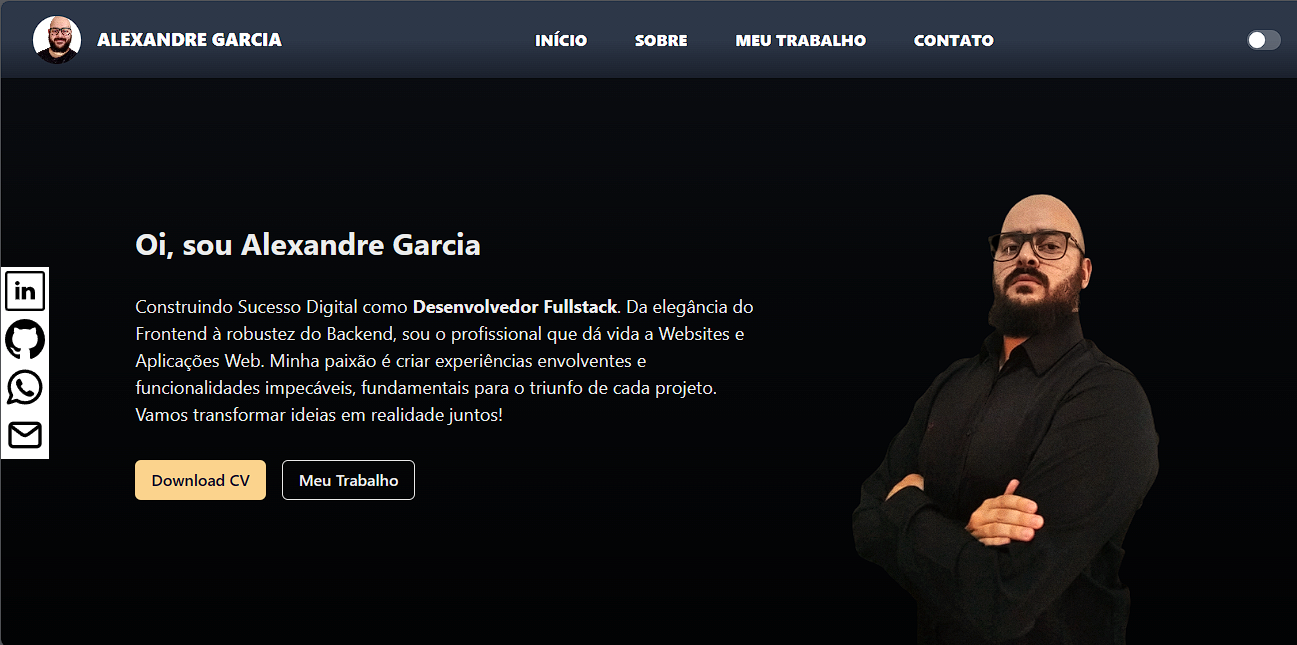 ALEXANDRE GARCIA
INÍCIO
SOBRE
MEU TRABALHO
CONTATO
Oi, sou Alexandre Garcia
in
Construindo Sucesso Digital como Desenvolvedor Fullstack. Da elegância do
Frontend à robustez do Backend, sou o profissional que dá vida a Websites e
Aplicações Web. Minha paixão é criar experiências envolventes e
funcionalidades impecáveis, fundamentais para o triunfo de cada projeto.
Vamos transformar ideias em realidade juntos!
Download CV
Meu Trabalho